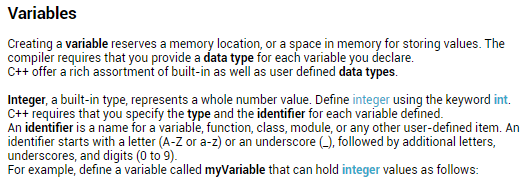 Variables
Creating a variable reserves a memory location, or a space in memory for storing values. The
compiler requires that you provide a data type for each variable you declare.
C++ offer a rich assortment of built-in as well as user defined data types.
Integer, a built-in type, represents a whole number value. Define integer using the keyword int.
C++ requires that you specify the type and the identifier for each variable defined.
An identifier is a name for a variable, function, class, module, or any other user-defined item. An
identifier starts with a letter (A-Z or a-z) or an underscore (_), followed by additional letters,
underscores, and digits (0 to 9).
For example, define a variable called myVariable that can hold integer values as follows: